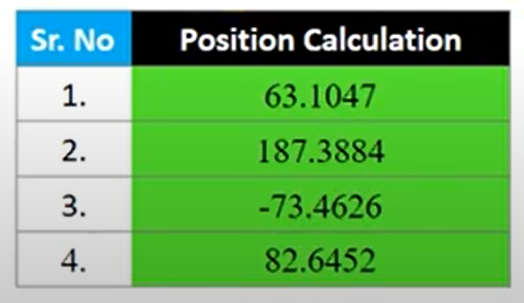 Sr. No Position Calculation
1. 63.1047
2. 187.3884
3. -73.4626
4. 82.6452